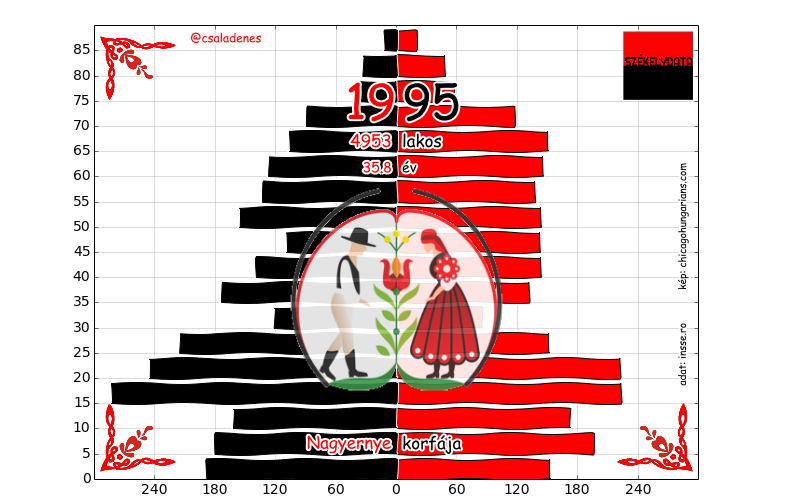 @csaladenes
SZÉKELYDATA
1995
4953 lakos
35.8 év
kép: chicagohungarians.com
adat: insse.ro
Nagyernye korfája
85
80
75
70
65
60
55
50
45
40
35
30
25
20
15
10
5
0
240 180 120 60 0 60 120 180 240